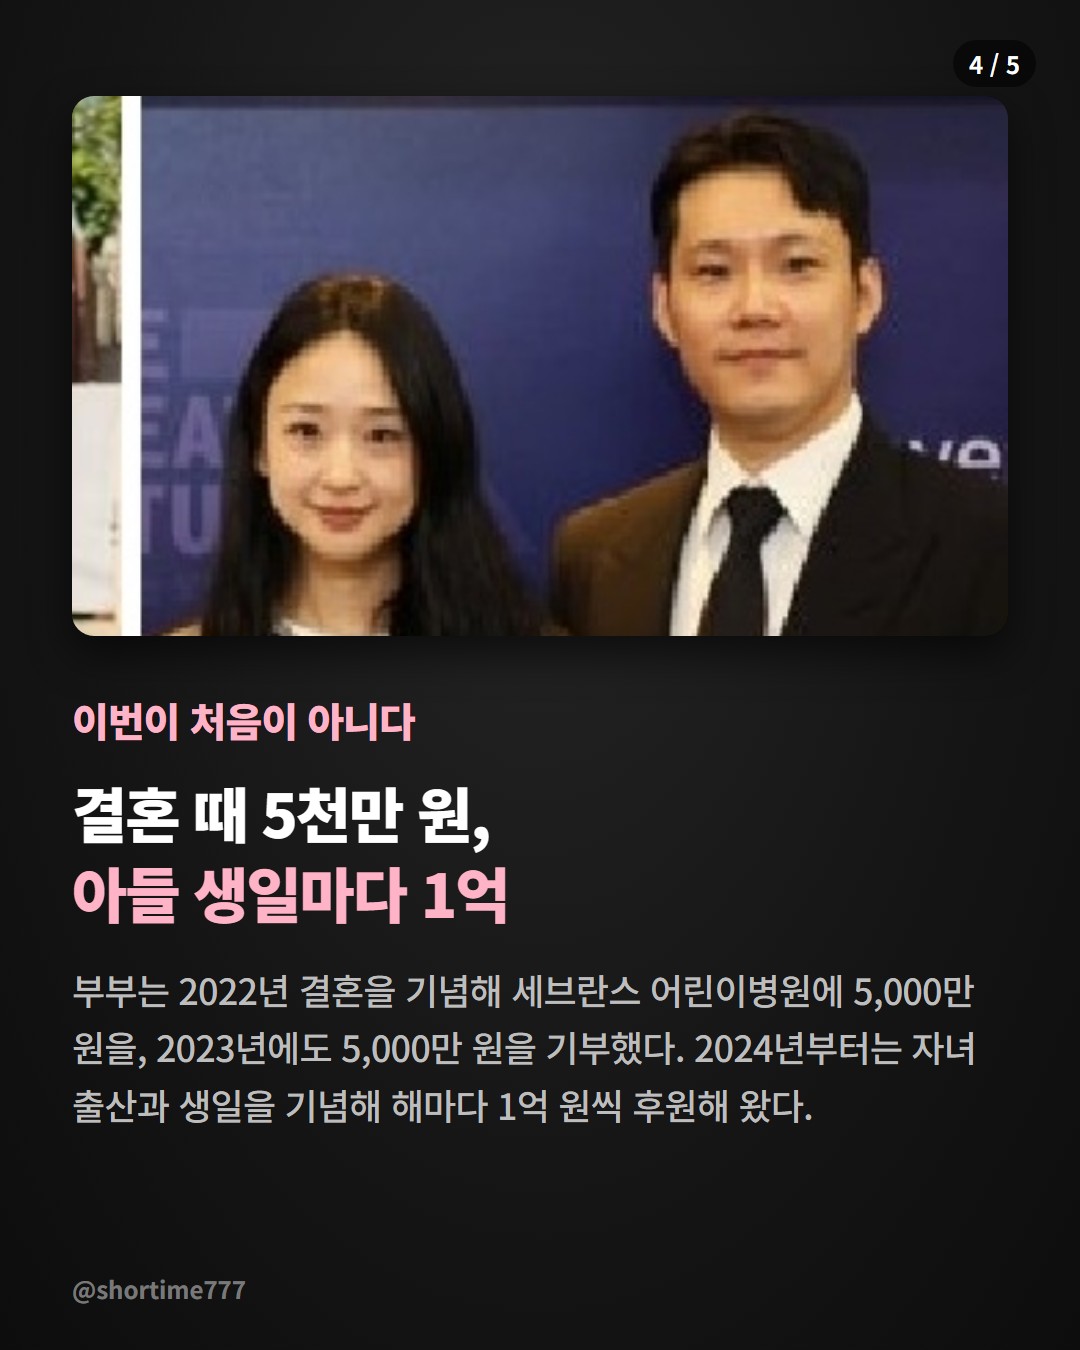 4 / 5
E
EA
TU
ve
이번이 처음이 아니다
결혼 때 5천만 원,
아들 생일마다 1억
부부는 2022년 결혼을 기념해 세브란스 어린이병원에 5,000만
원을, 2023년에도 5,000만 원을 기부했다. 2024년부터는 자녀
출산과 생일을 기념해 해마다 1억 원씩 후원해 왔다.
@shortime777